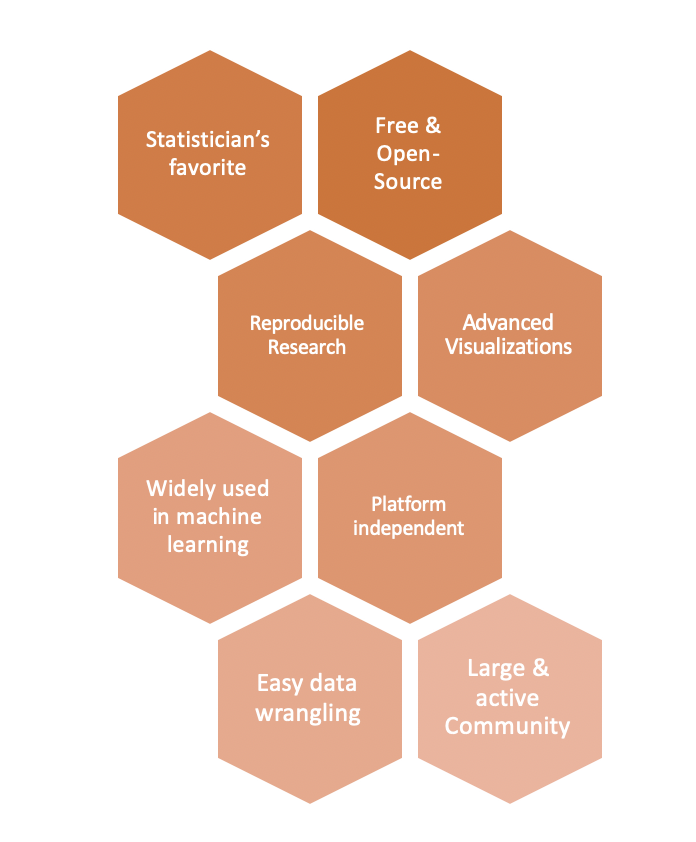 Statistician’s
favorite
Free &
Open-
Source
Reproducible
Research
Advanced
Visualizations
Widely used
in machine
learning
Platform
independent
Easy data
wrangling
Large &
active
Community